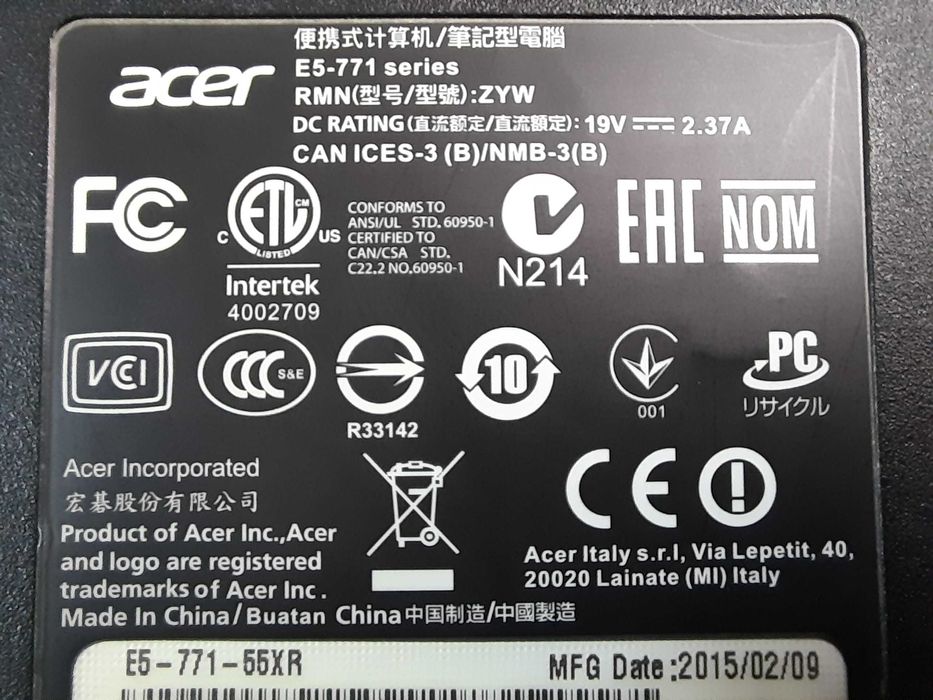 便携式计算机/筆記型電腦
acer
E5-771 series
RMN(型号/型號):ZYW
DC RATING(直流额定/直流額定): 19V ⎓ 2.37A
CAN ICES-3 (B)/NMB-3(B)
FC
ETL CM
C US
LISTED
Intertek
4002709
CONFORMS TO
ANSI/UL STD. 60950-1
CERTIFIED TO
CAN/CSA STD.
C22.2 NO.60950-1
N214
EAC
NOM
VCI
CCC S&E
R33142
10
001
PC
リサイクル
Acer Incorporated
宏碁股份有限公司
Product of Acer Inc.,Acer
and logo are registered
trademarks of Acer Inc.
Made In China/Buatan China中国制造/中國製造
CE
Acer Italy s.r.l, Via Lepetit, 40,
20020 Lainate (MI) Italy
E5-771-55XR
MFG Date:2015/02/09